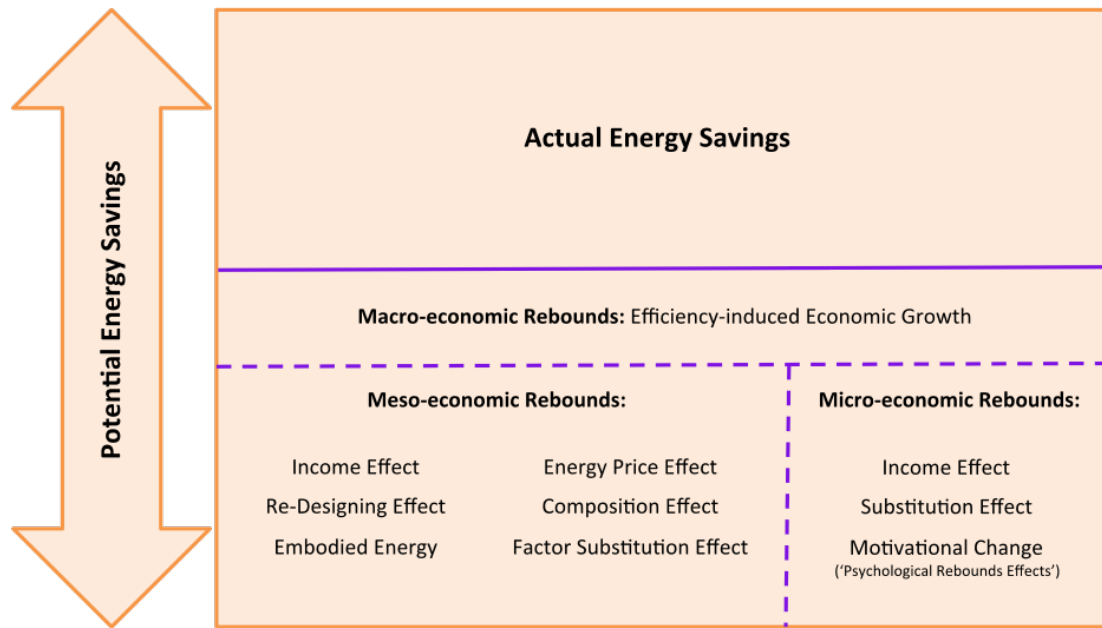 Potential Energy Savings
Actual Energy Savings
Macro-economic Rebounds: Efficiency-induced Economic Growth
Meso-economic Rebounds:
Income Effect
Re-Designing Effect
Embodied Energy
Energy Price Effect
Composition Effect
Factor Substitution Effect
Micro-economic Rebounds:
Income Effect
Substitution Effect
Motivational Change
(‘Psychological Rebounds Effects’)